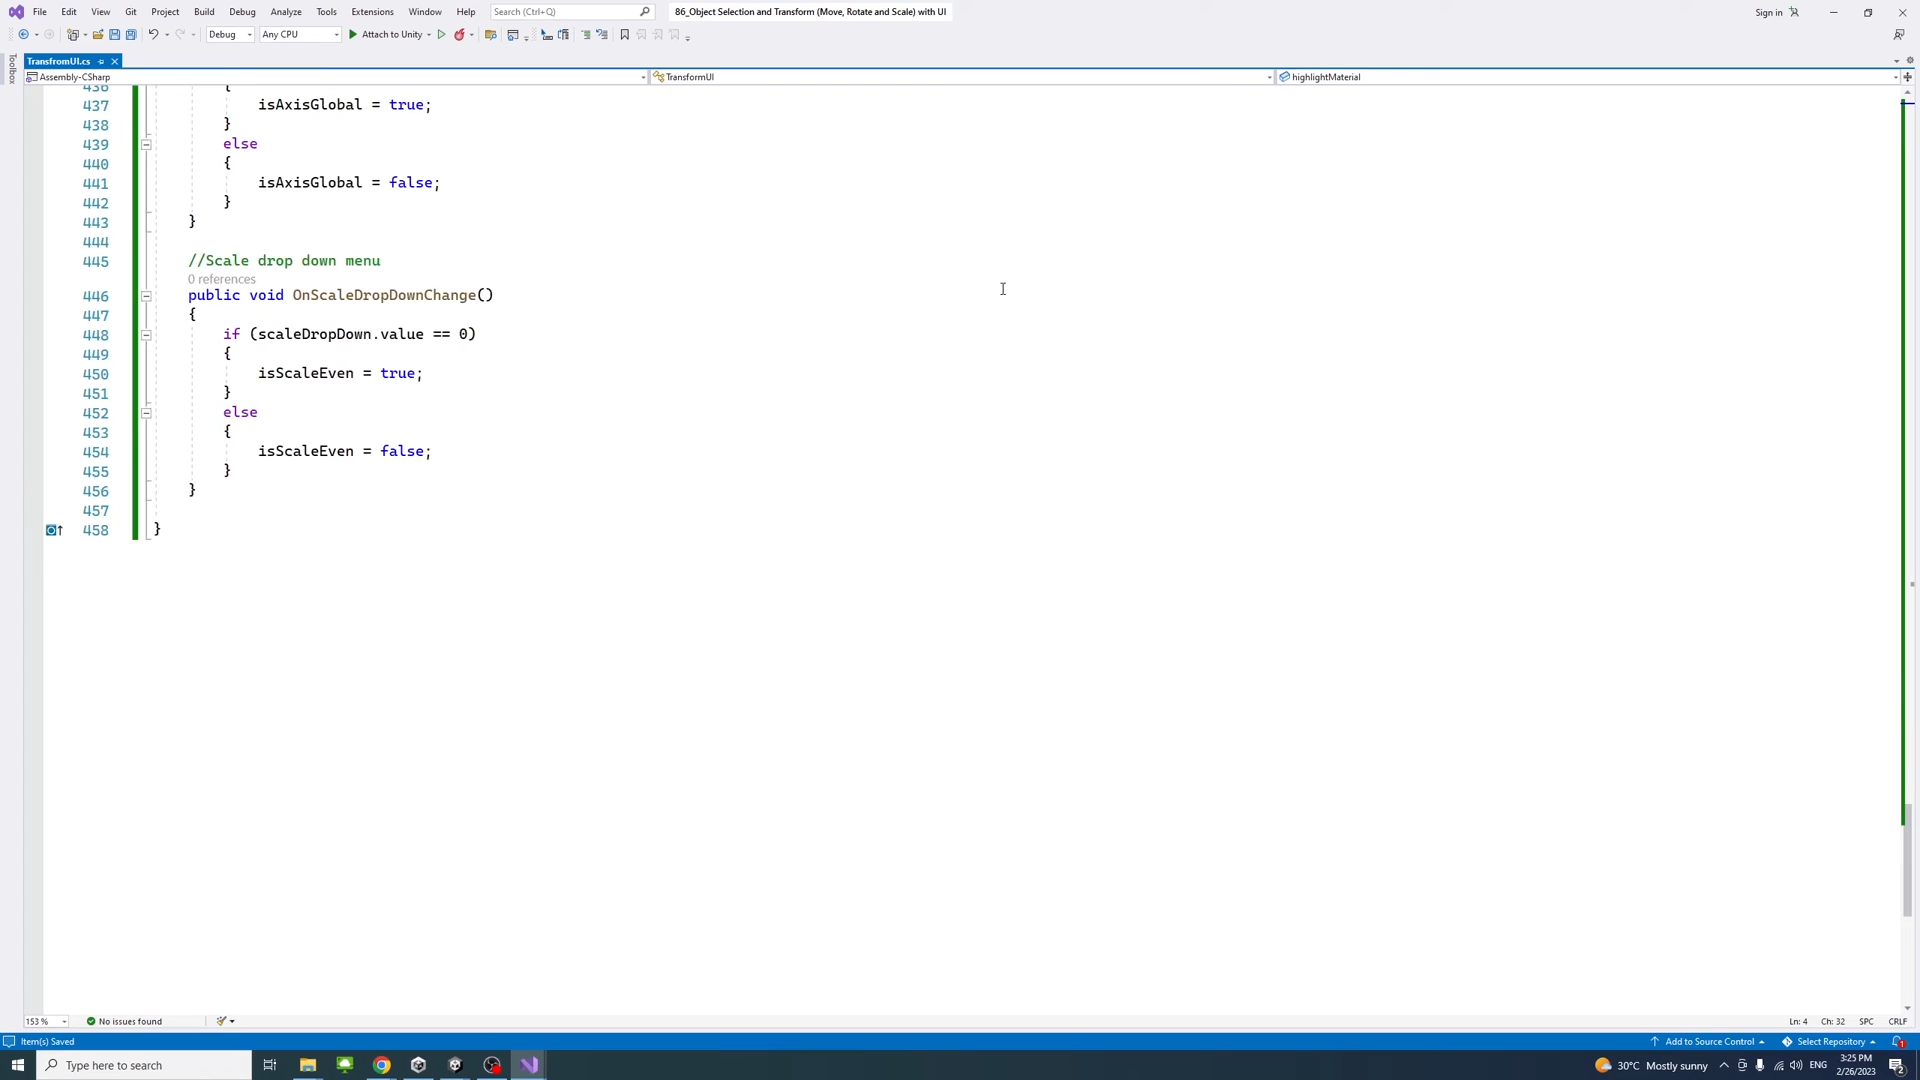 File Edit View Git Project Build Debug Analyze Tools Extensions Window Help Search (Ctrl+Q) 86_Object Selection and Transform (Move, Rotate and Scale) with UI Sign in
Debug Any CPU Attach to Unity
Toolbox
TransfromUI.cs
Assembly-CSharp TransformUI highlightMaterial
436 {
437 isAxisGlobal = true;
438 }
439 else
440 {
441 isAxisGlobal = false;
442 }
443 }
444
445 //Scale drop down menu
0 references
446 public void OnScaleDropDownChange()
447 {
448 if (scaleDropDown.value == 0)
449 {
450 isScaleEven = true;
451 }
452 else
453 {
454 isScaleEven = false;
455 }
456 }
457
458 }
153 % No issues found Ln: 4 Ch: 32 SPC CRLF
Item(s) Saved Add to Source Control Select Repository 1
Type here to search 30°C Mostly sunny ENG 3:25 PM
2/26/2023 2